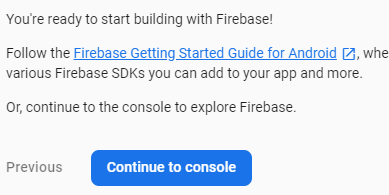 You're ready to start building with Firebase!
Follow the Firebase Getting Started Guide for Android , whe
various Firebase SDKs you can add to your app and more.
Or, continue to the console to explore Firebase.
Previous
Continue to console